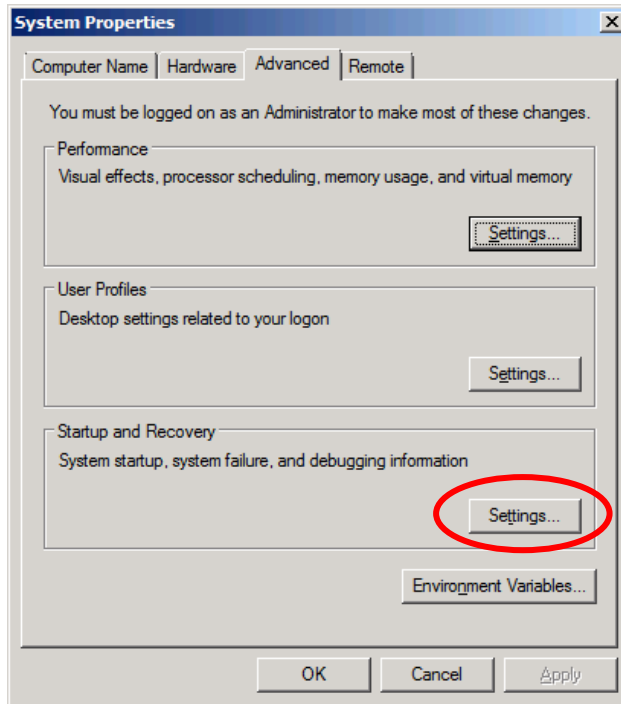 System Properties
Computer Name
Hardware
Advanced
Remote
You must be logged on as an Administrator to make most of these changes.
Performance
Visual effects, processor scheduling, memory usage, and virtual memory
Settings...
User Profiles
Desktop settings related to your logon
Settings...
Startup and Recovery
System startup, system failure, and debugging information
Settings...
Environment Variables...
OK
Cancel
Apply